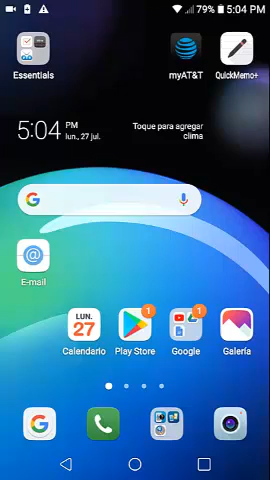 79% 5:04 PM
Essentials
myAT&T
QuickMemo+
5:04 PM
lun., 27 jul.
Toque para agregar
clima
E-mail
LUN.
27
1
1
Calendario
Play Store
Google
Galería